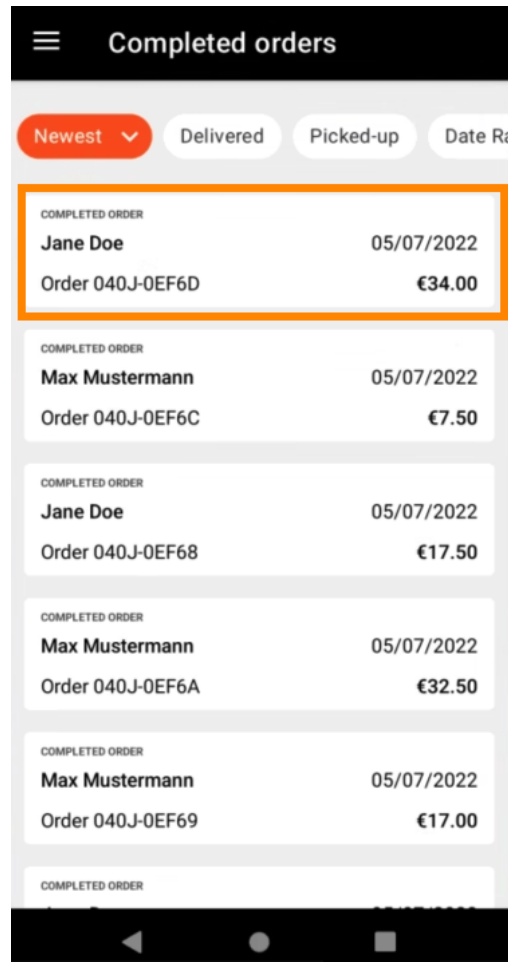 Completed orders
Newest Delivered Picked-up Date Ra
COMPLETED ORDER
Jane Doe 05/07/2022
Order 040J-0EF6D €34.00
COMPLETED ORDER
Max Mustermann 05/07/2022
Order 040J-0EF6C €7.50
COMPLETED ORDER
Jane Doe 05/07/2022
Order 040J-0EF68 €17.50
COMPLETED ORDER
Max Mustermann 05/07/2022
Order 040J-0EF6A €32.50
COMPLETED ORDER
Max Mustermann 05/07/2022
Order 040J-0EF69 €17.00
COMPLETED ORDER